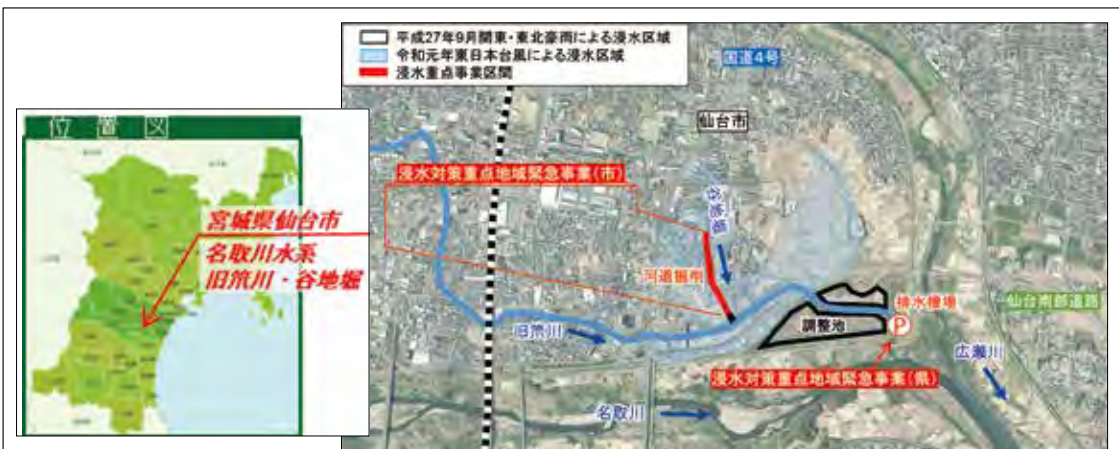 平成27年9月関東・東北豪雨による浸水区域
令和元年東日本台風による浸水区域
浸水重点事業区間
国道4号
仙台市
位置図
浸水対策重点地域緊急事業(市)
谷地堀
宮城県仙台市
名取川水系
旧笊川・谷地堀
河道掘削
排水機場
仙台南部道路
旧笊川
調整池
P
広瀬川
浸水対策重点地域緊急事業(県)
名取川